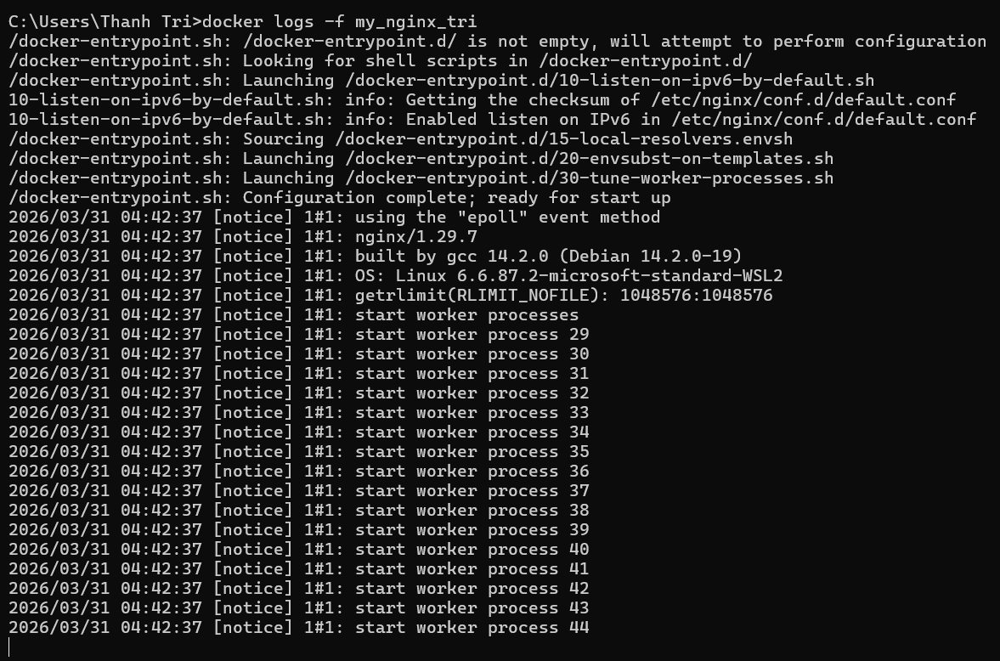 C:\Users\Thanh Tri>docker logs -f my_nginx_tri
/docker-entrypoint.sh: /docker-entrypoint.d/ is not empty, will attempt to perform configuration
/docker-entrypoint.sh: Looking for shell scripts in /docker-entrypoint.d/
/docker-entrypoint.sh: Launching /docker-entrypoint.d/10-listen-on-ipv6-by-default.sh
10-listen-on-ipv6-by-default.sh: info: Getting the checksum of /etc/nginx/conf.d/default.conf
10-listen-on-ipv6-by-default.sh: info: Enabled listen on IPv6 in /etc/nginx/conf.d/default.conf
/docker-entrypoint.sh: Sourcing /docker-entrypoint.d/15-local-resolvers.envsh
/docker-entrypoint.sh: Launching /docker-entrypoint.d/20-envsubst-on-templates.sh
/docker-entrypoint.sh: Launching /docker-entrypoint.d/30-tune-worker-processes.sh
/docker-entrypoint.sh: Configuration complete; ready for start up
2026/03/31 04:42:37 [notice] 1#1: using the "epoll" event method
2026/03/31 04:42:37 [notice] 1#1: nginx/1.29.7
2026/03/31 04:42:37 [notice] 1#1: built by gcc 14.2.0 (Debian 14.2.0-19)
2026/03/31 04:42:37 [notice] 1#1: OS: Linux 6.6.87.2-microsoft-standard-WSL2
2026/03/31 04:42:37 [notice] 1#1: getrlimit(RLIMIT_NOFILE): 1048576:1048576
2026/03/31 04:42:37 [notice] 1#1: start worker processes
2026/03/31 04:42:37 [notice] 1#1: start worker process 29
2026/03/31 04:42:37 [notice] 1#1: start worker process 30
2026/03/31 04:42:37 [notice] 1#1: start worker process 31
2026/03/31 04:42:37 [notice] 1#1: start worker process 32
2026/03/31 04:42:37 [notice] 1#1: start worker process 33
2026/03/31 04:42:37 [notice] 1#1: start worker process 34
2026/03/31 04:42:37 [notice] 1#1: start worker process 35
2026/03/31 04:42:37 [notice] 1#1: start worker process 36
2026/03/31 04:42:37 [notice] 1#1: start worker process 37
2026/03/31 04:42:37 [notice] 1#1: start worker process 38
2026/03/31 04:42:37 [notice] 1#1: start worker process 39
2026/03/31 04:42:37 [notice] 1#1: start worker process 40
2026/03/31 04:42:37 [notice] 1#1: start worker process 41
2026/03/31 04:42:37 [notice] 1#1: start worker process 42
2026/03/31 04:42:37 [notice] 1#1: start worker process 43
2026/03/31 04:42:37 [notice] 1#1: start worker process 44